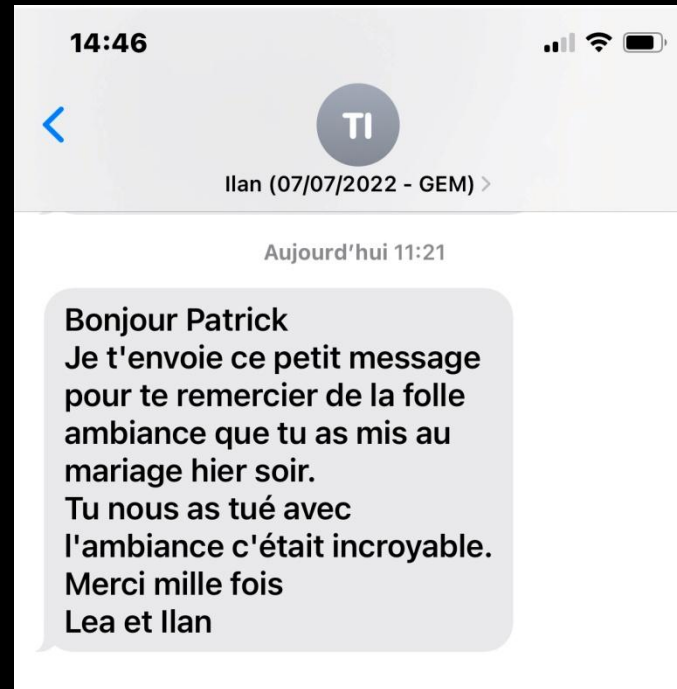 14:46
TI
Ilan (07/07/2022 - GEM)
Aujourd'hui 11:21
Bonjour Patrick
Je t'envoie ce petit message
pour te remercier de la folle
ambiance que tu as mis au
mariage hier soir.
Tu nous as tué avec
l'ambiance c'était incroyable.
Merci mille fois
Lea et Ilan